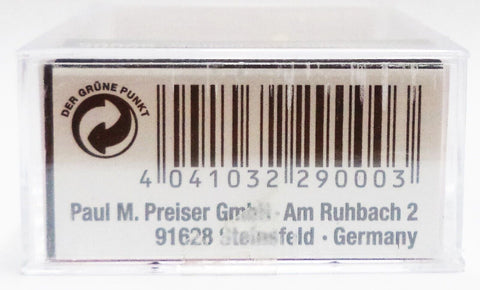 DER GRÜNE PUNKT
4 041032 290003
Paul M. Preiser GmbH · Am Ruhbach 2
91628 Steinsfeld · Germany